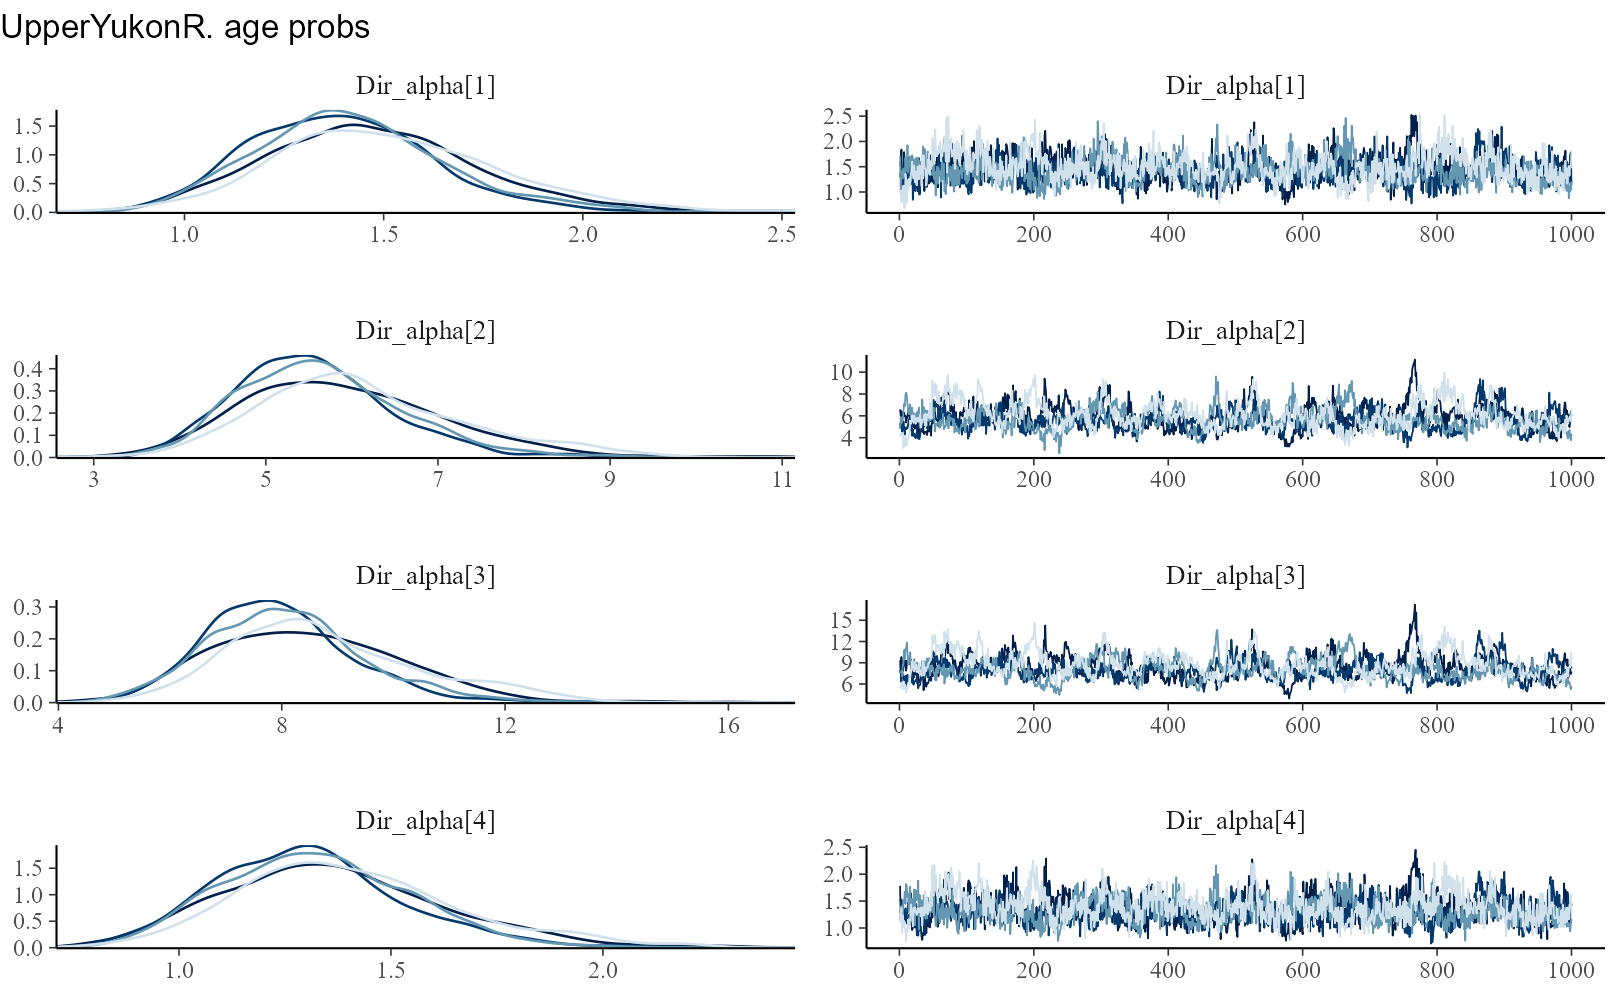 UpperYukonR. age probs
Dir_alpha[1] Dir_alpha[1]
1.5
1.0
0.5
0.0
1.0 1.5 2.0 2.5
2.5
2.0
1.5
1.0
0 200 400 600 800 1000
Dir_alpha[2] Dir_alpha[2]
0.4
0.3
0.2
0.1
0.0
3 5 7 9 11
10
8
6
4
0 200 400 600 800 1000
Dir_alpha[3] Dir_alpha[3]
0.3
0.2
0.1
0.0
4 8 12 16
15
12
9
6
0 200 400 600 800 1000
Dir_alpha[4] Dir_alpha[4]
1.5
1.0
0.5
0.0
1.0 1.5 2.0
2.5
2.0
1.5
1.0
0 200 400 600 800 1000